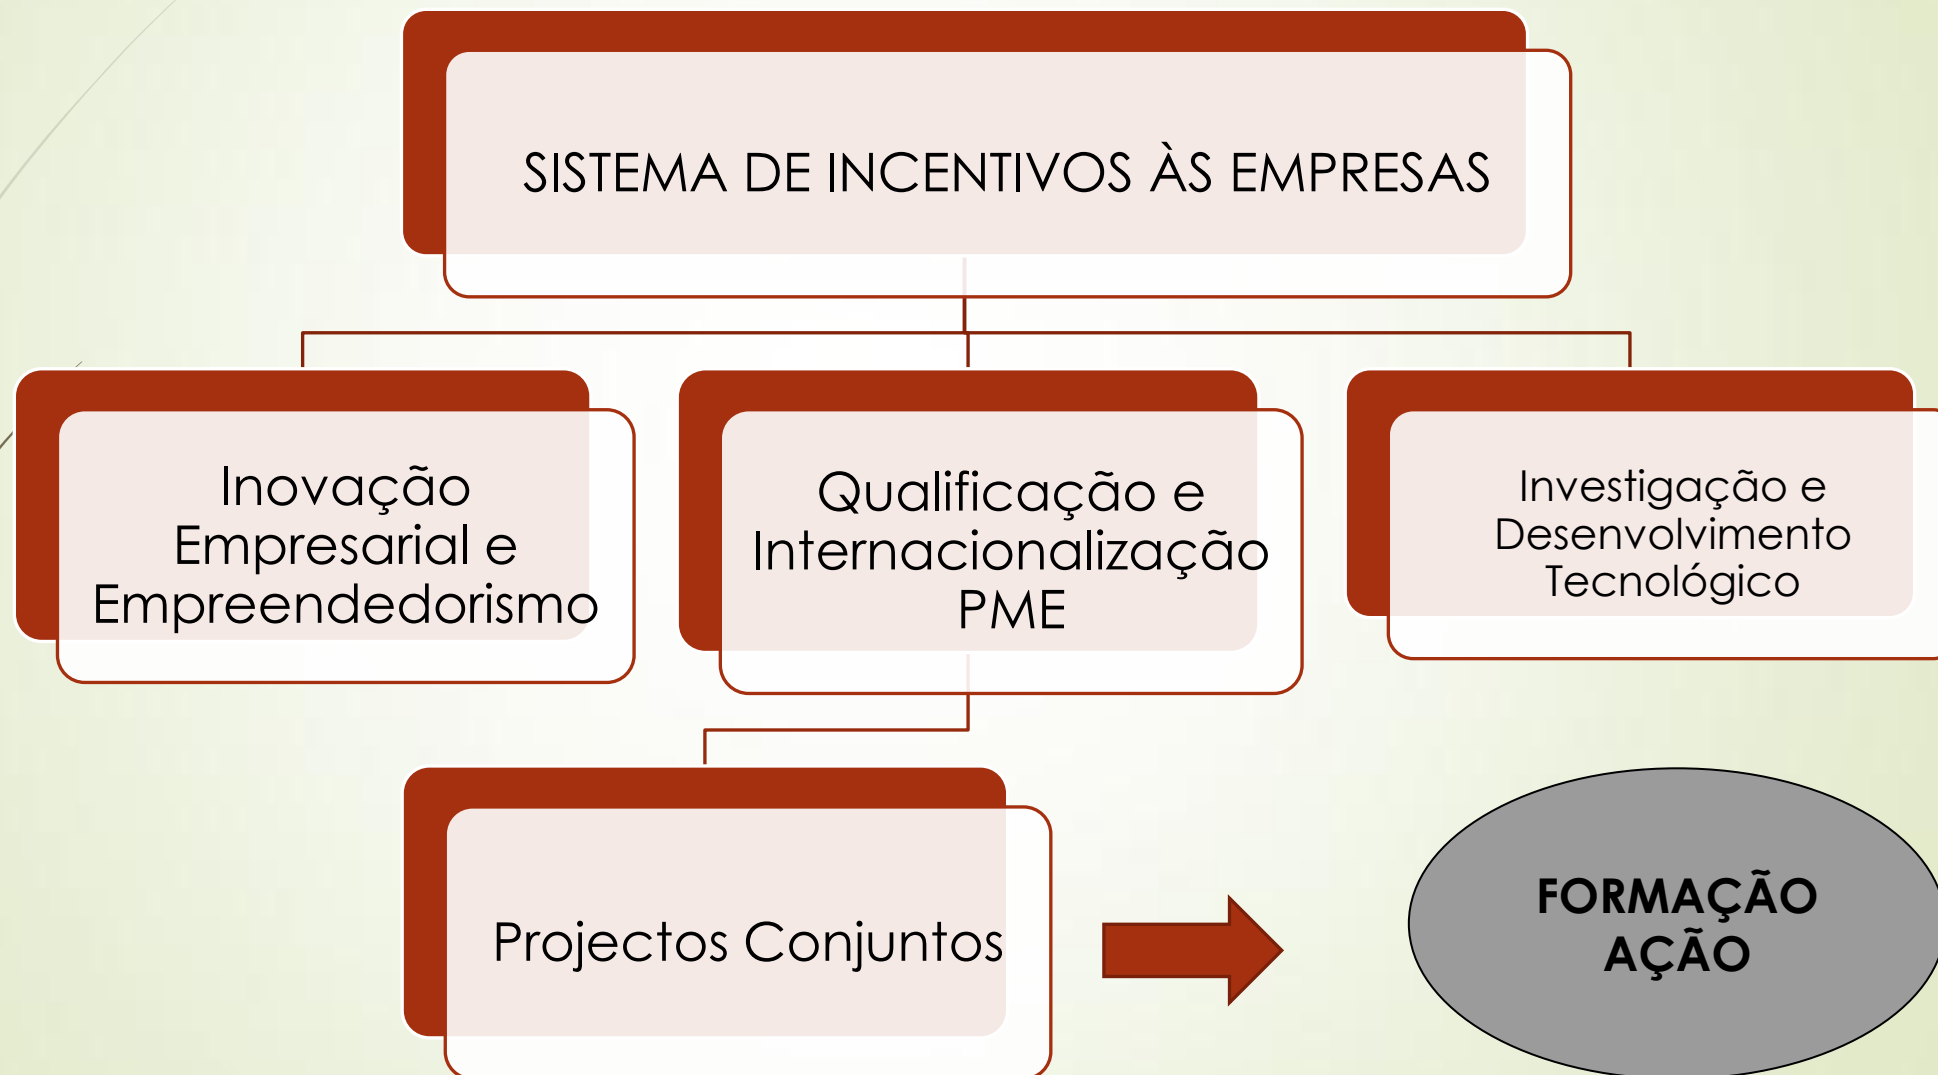 SISTEMA DE INCENTIVOS ÀS EMPRESAS
Inovação
Empresarial e
Empreendedorismo
Qualificação e
Internacionalização
PME
Investigação e
Desenvolvimento
Tecnológico
Projectos Conjuntos
FORMAÇÃO
AÇÃO